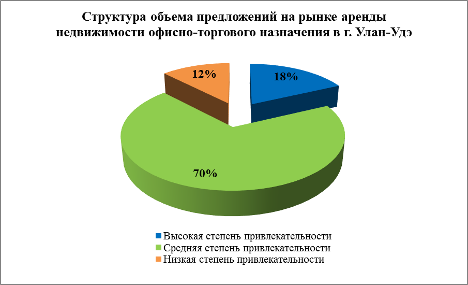 Структура объема предложений на рынке аренды
недвижимости офисно-торгового назначения в г. Улан-Удэ
12%
18%
70%
Высокая степень привлекательности
Средняя степень привлекательности
Низкая степень привлекательности